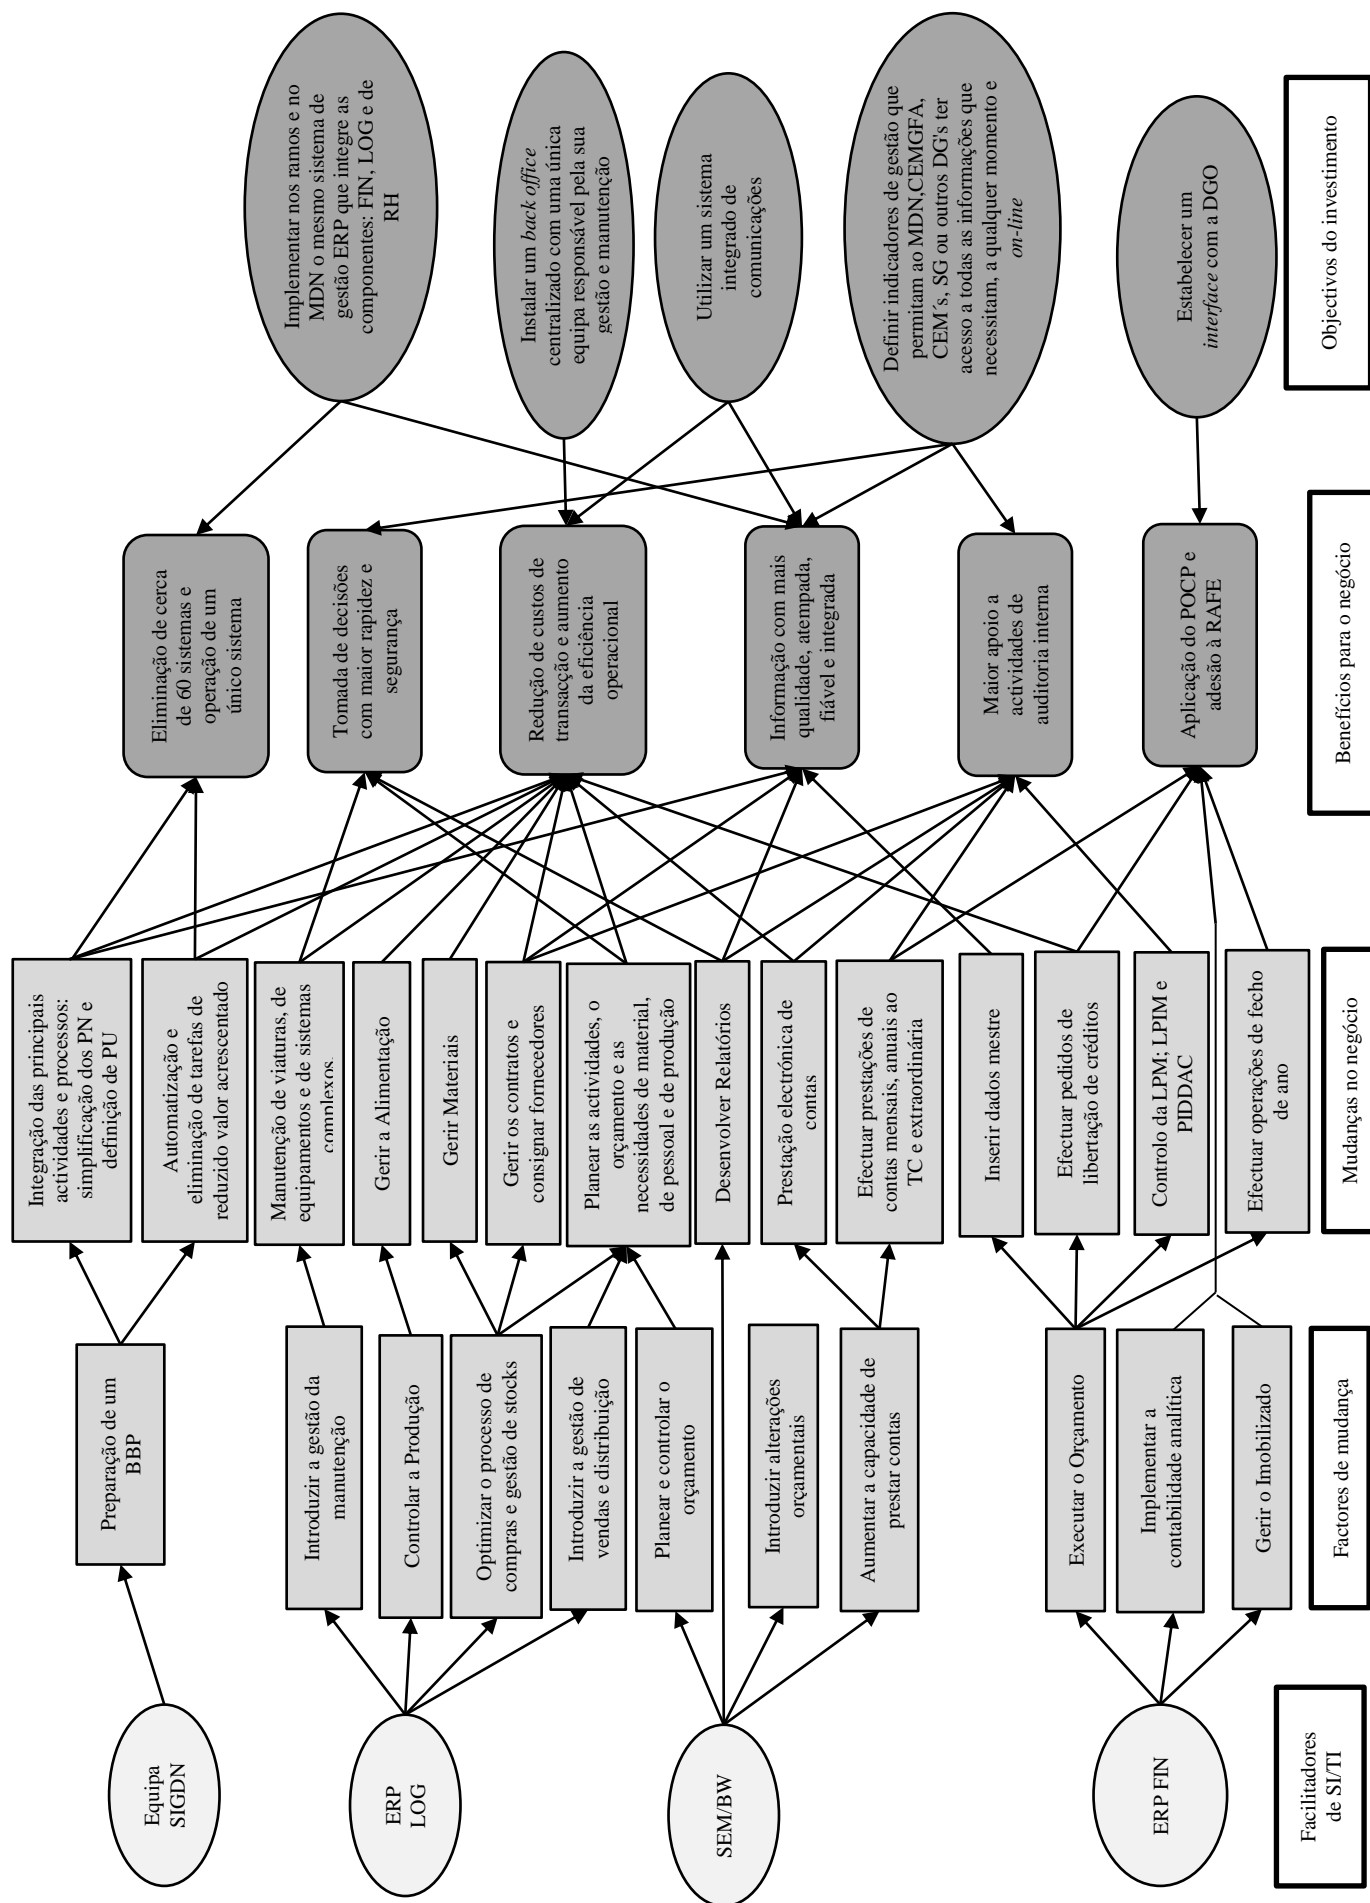 Equipa
SIGDN
ERP
LOG
SEM/BW
ERP FIN
Facilitadores
de SI/TI
Preparação de um
BBP
Introduzir a gestão da
manutenção
Controlar a Produção
Optimizar o processo de
compras e gestão de stocks
Introduzir a gestão de
vendas e distribuição
Planear e controlar o
orçamento
Introduzir alterações
orçamentais
Aumentar a capacidade de
prestar contas
Executar o Orçamento
Implementar a
contabilidade analítica
Gerir o Imobilizado
Factores de mudança
Integração das principais
actividades e processos:
simplificação dos PN e
definição de PU
Automatização e
eliminação de tarefas de
reduzido valor acrescentado
Manutenção de viaturas, de
equipamentos e de sistemas
complexos.
Gerir a Alimentação
Gerir Materiais
Gerir os contratos e
consignar fornecedores
Planear as actividades, o
orçamento e as
necessidades de material,
de pessoal e de produção
Desenvolver Relatórios
Prestação electrónica de
contas
Efectuar prestações de
contas mensais, anuais ao
TC e extraordinária
Inserir dados mestre
Efectuar pedidos de
libertação de créditos
Controlo da LPM; LPIM e
PIDDAC
Efectuar operações de fecho
de ano
Mudanças no negócio
Eliminação de cerca
de 60 sistemas e
operação de um
único sistema
Tomada de decisões
com maior rapidez e
segurança
Redução de custos de
transacção e aumento
da eficiência
operacional
Informação com mais
qualidade, atempada,
fiável e integrada
Maior apoio a
actividades de
auditoria interna
Aplicação do POCP e
adesão à RAFE
Benefícios para o negócio
Implementar nos ramos e no
MDN o mesmo sistema de
gestão ERP que integre as
componentes: FIN, LOG e de
RH
Instalar um back office
centralizado com uma única
equipa responsável pela sua
gestão e manutenção
Utilizar um sistema
integrado de
comunicações
Definir indicadores de gestão que
permitam ao MDN,CEMGFA,
CEM´s, SG ou outros DG's ter
acesso a todas as informações que
necessitam, a qualquer momento e
on-line
Estabelecer um
interface com a DGO
Objectivos do investimento